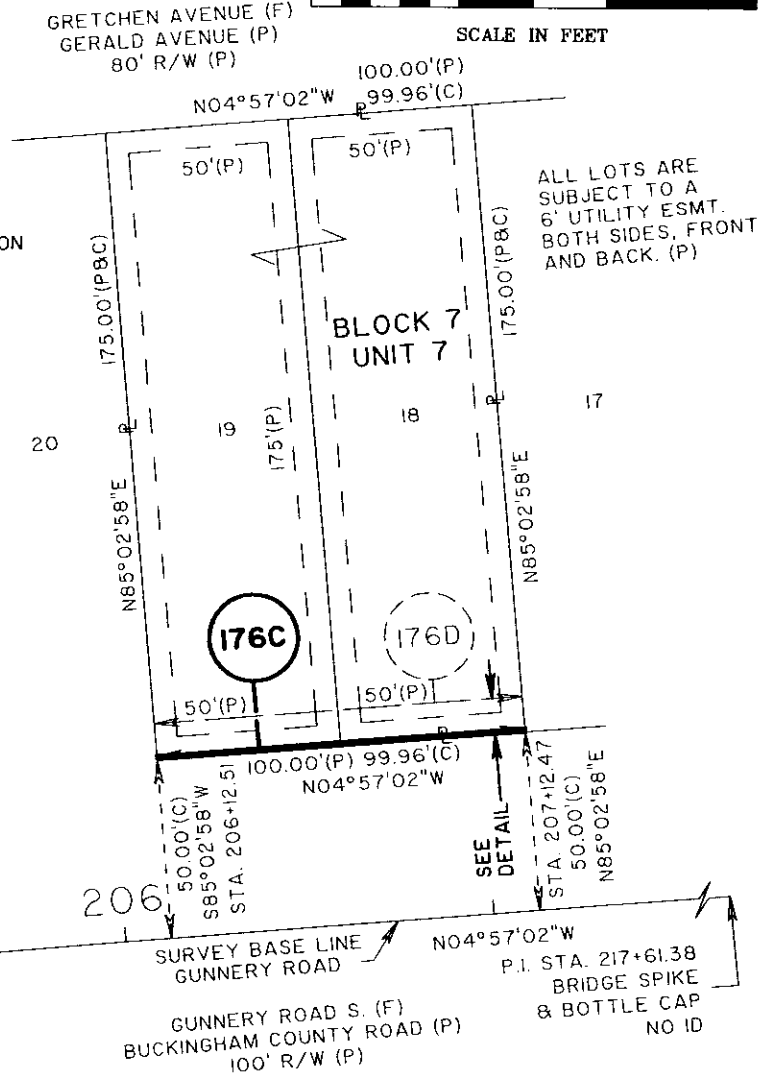 GRETCHEN AVENUE (F)
GERALD AVENUE (P)
80' R/W (P)
SCALE IN FEET
100.00'(P)
N04°57'02"W
99.96'(C)
50'(P)
50'(P)
ALL LOTS ARE
SUBJECT TO A
6' UTILITY ESMT.
BOTH SIDES, FRONT
AND BACK. (P)
ON
175.00'(P&C)
175.00'(P&C)
BLOCK 7
UNIT 7
20
19
175'(P)
18
17
N85°02'58"E
N85°02'58"E
176C
176D
50'(P)
50'(P)
100.00'(P) 99.96'(C)
N04°57'02"W
50.00'(C)
S85°02'58"W
STA. 206+12.51
SEE
DETAIL
STA. 207+12.47
50.00'(C)
N85°02'58"E
206
SURVEY BASE LINE
GUNNERY ROAD
N04°57'02"W
P.I. STA. 217+61.38
BRIDGE SPIKE
& BOTTLE CAP
NO ID
GUNNERY ROAD S. (F)
BUCKINGHAM COUNTY ROAD (P)
100' R/W (P)